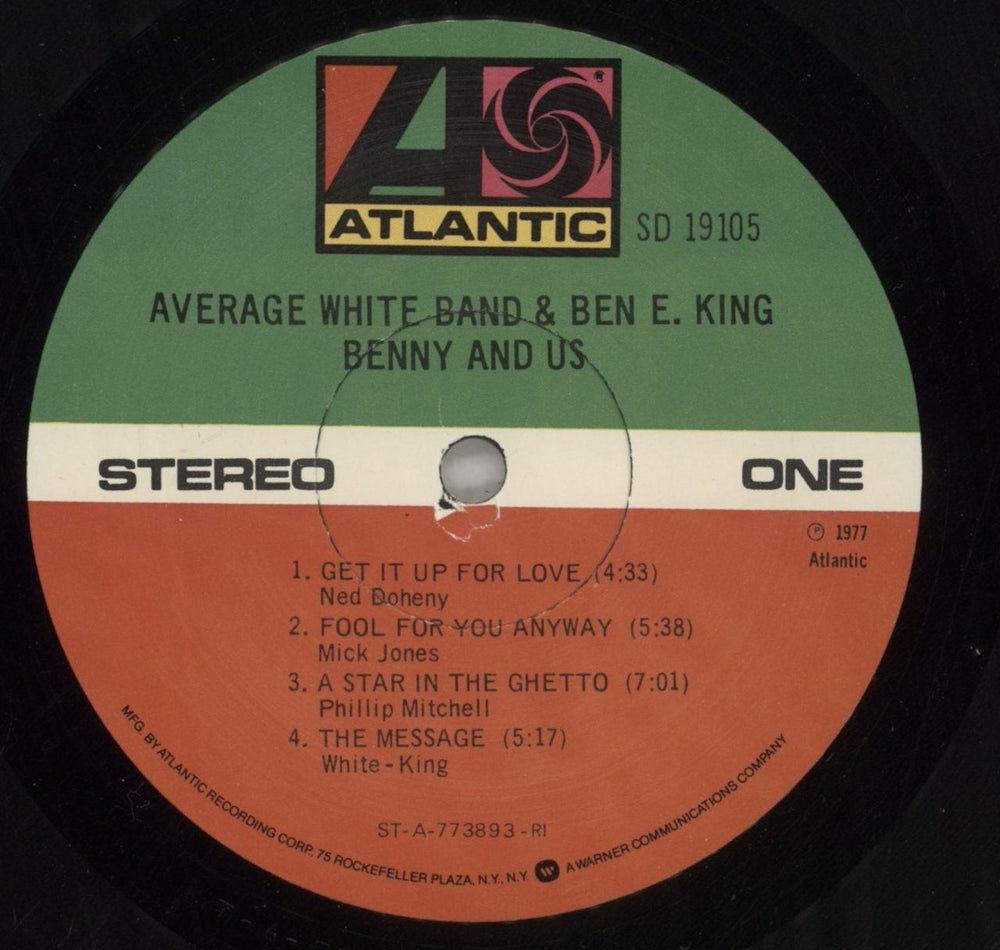 A
®
ATLANTIC
SD 19105
AVERAGE WHITE BAND & BEN E. KING
BENNY AND US
STEREO
ONE
℗ 1977
Atlantic
1. GET IT UP FOR LOVE (4:33)
Ned Doheny
2. FOOL FOR YOU ANYWAY (5:38)
Mick Jones
3. A STAR IN THE GHETTO (7:01)
Phillip Mitchell
4. THE MESSAGE (5:17)
White-King
ST-A-773893-RI
MFG. BY ATLANTIC RECORDING CORP. 75 ROCKEFELLER PLAZA, N.Y., N.Y. W A WARNER COMMUNICATIONS COMPANY